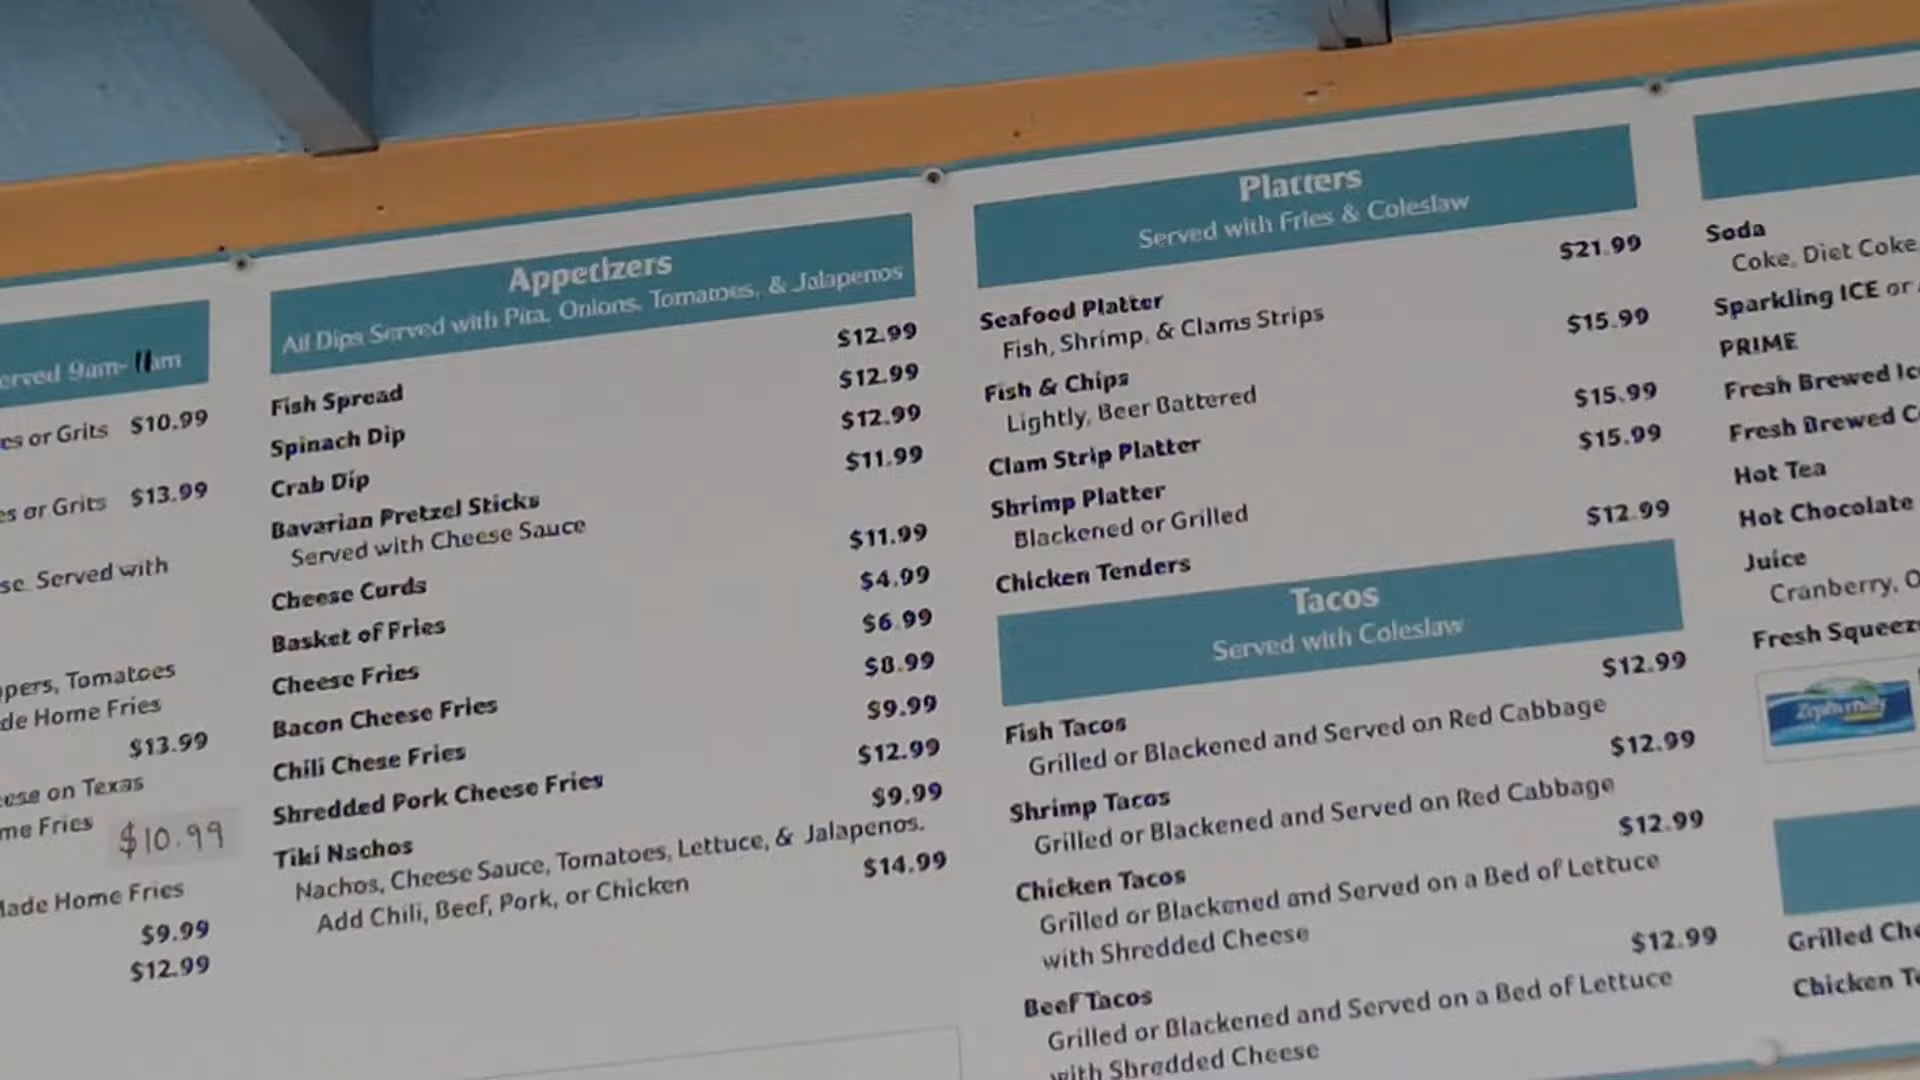 erved 9am- 11am
es or Grits $10.99
es or Grits $13.99
se. Served with
ppers, Tomatoes
de Home Fries
$13.99
eese on Texas
me Fries $10.99
Made Home Fries
$9.99
$12.99
Appetizers
All Dips Served with Pita, Onions, Tomatoes, & Jalapenos
Fish Spread $12.99
Spinach Dip $12.99
Crab Dip $12.99
Bavarian Pretzel Sticks $11.99
Served with Cheese Sauce
Cheese Curds $11.99
Basket of Fries $4.99
Cheese Fries $6.99
Bacon Cheese Fries $8.99
Chili Chese Fries $9.99
Shredded Pork Cheese Fries $12.99
Tiki Nachos $9.99
Nachos, Cheese Sauce, Tomatoes, Lettuce, & Jalapenos.
Add Chili, Beef, Pork, or Chicken $14.99
Platters
Served with Fries & Coleslaw
Seafood Platter $21.99
Fish, Shrimp, & Clams Strips
Fish & Chips $15.99
Lightly, Beer Battered
Clam Strip Platter $15.99
Shrimp Platter $15.99
Blackened or Grilled
Chicken Tenders $12.99
Tacos
Served with Coleslaw
Fish Tacos $12.99
Grilled or Blackened and Served on Red Cabbage
Shrimp Tacos $12.99
Grilled or Blackened and Served on Red Cabbage
Chicken Tacos $12.99
Grilled or Blackened and Served on a Bed of Lettuce
with Shredded Cheese
Beef Tacos $12.99
Grilled or Blackened and Served on a Bed of Lettuce
with Shredded Cheese
Soda
Coke, Diet Coke
Sparkling ICE or
PRIME
Fresh Brewed Ice
Fresh Brewed Co
Hot Tea
Hot Chocolate
Juice
Cranberry, O
Fresh Squeeze
Zephyrhills
Grilled Che
Chicken Te